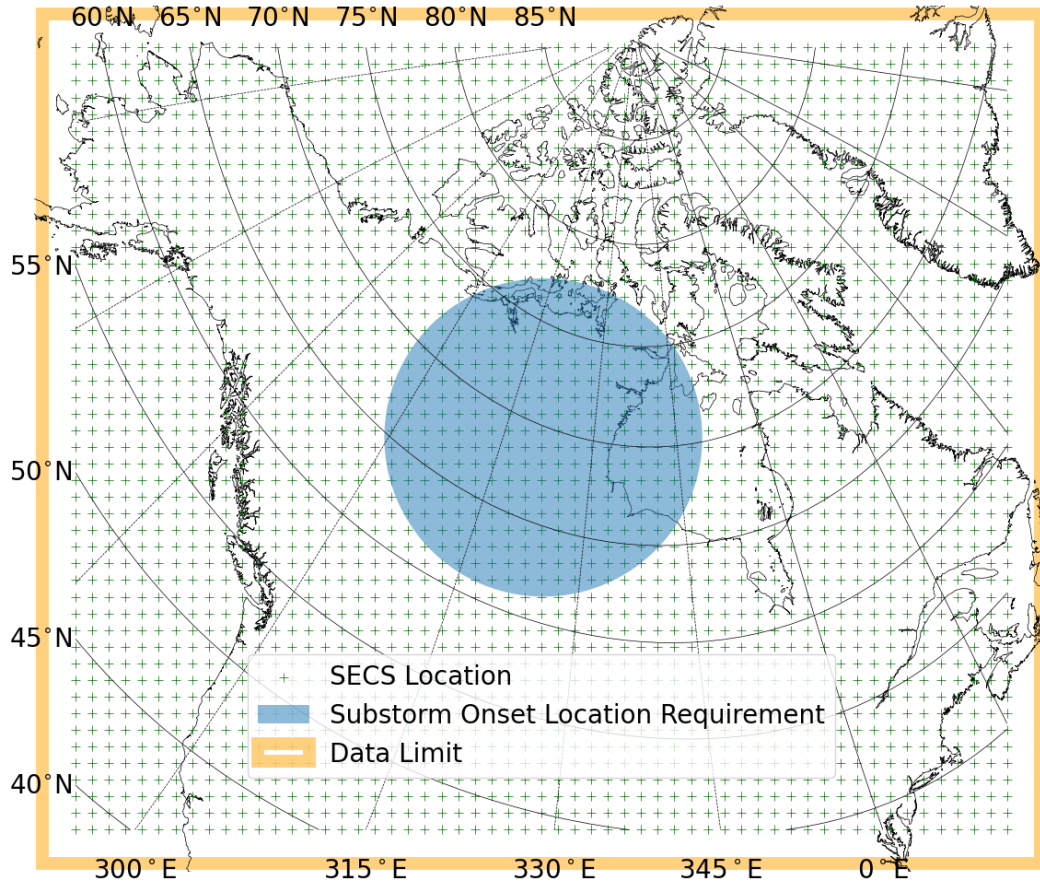 60°N 65°N 70°N 75°N 80°N 85°N
55°N
50°N
45°N
40°N
SECS Location
Substorm Onset Location Requirement
Data Limit
300°E 315°E 330°E 345°E 0°E